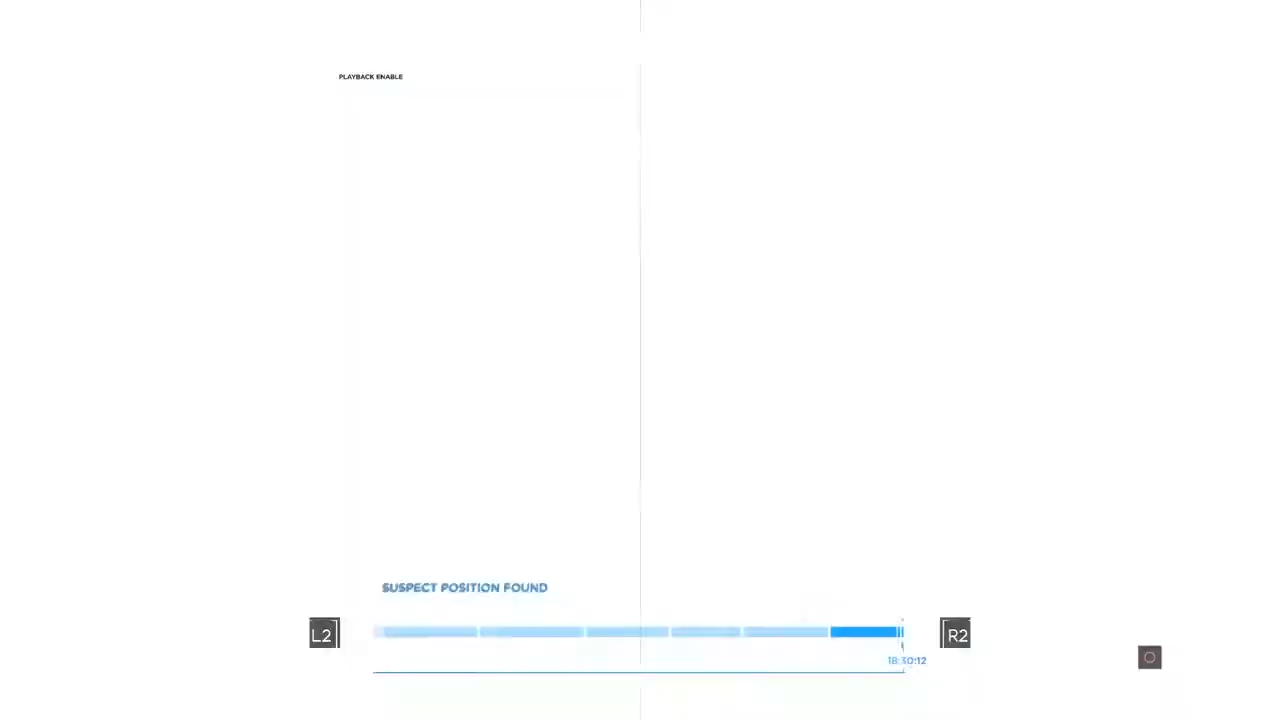 PLAYBACK ENABLE
SUSPECT POSITION FOUND
L2
R2
18:30:12